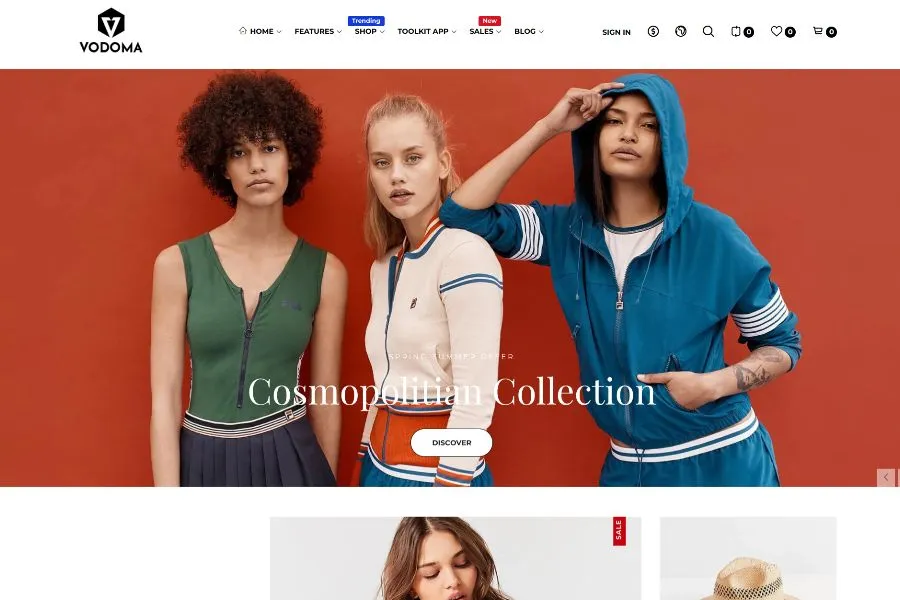 VODOMA
HOME
FEATURES
Trending
SHOP
TOOLKIT APP
New
SALES
BLOG
SIGN IN
0
0
0
SPRING SUMMER OFFER
Cosmopolitian Collection
DISCOVER
SALE